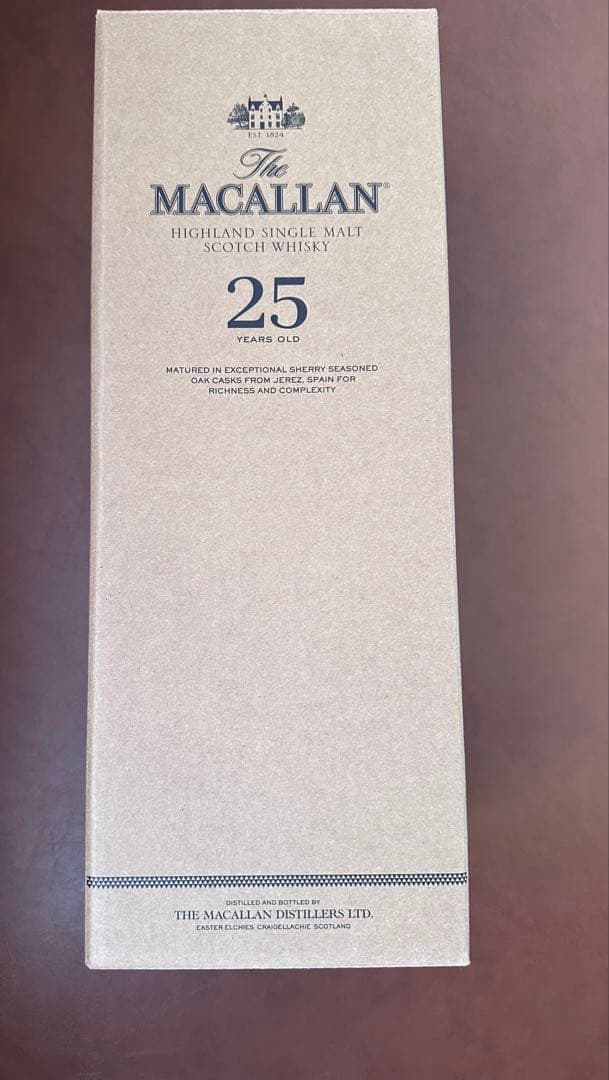 EST. 1824
The
MACALLAN®
HIGHLAND SINGLE MALT
SCOTCH WHISKY
25
YEARS OLD
MATURED IN EXCEPTIONAL SHERRY SEASONED
OAK CASKS FROM JEREZ, SPAIN FOR
RICHNESS AND COMPLEXITY
DISTILLED AND BOTTLED BY
THE MACALLAN DISTILLERS LTD.
EASTER ELCHIES CRAIGELLACHIE SCOTLAND